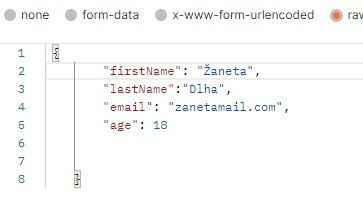 none form-data x-www-form-urlencoded raw
1 {
2 "firstName": "Žaneta",
3 "lastName":"Dlha",
4 "email": "zanetamail.com",
5 "age": 18
6
7
8 }